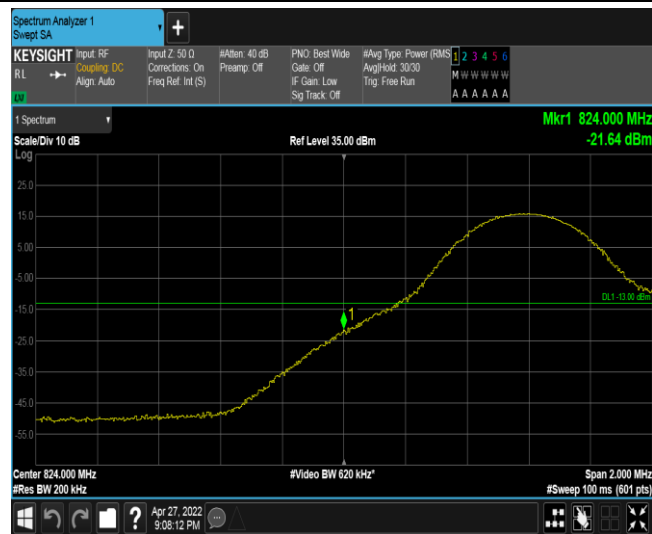 Spectrum Analyzer 1
Swept SA
KEYSIGHT
RL
Input: RF
Coupling: DC
Align: Auto
Input Z: 50 Ω
Corrections: On
Freq Ref: Int (S)
#Atten: 40 dB
Preamp: Off
PNO: Best Wide
Gate: Off
IF Gain: Low
Sig Track: Off
#Avg Type: Power (RMS
Avg|Hold: 30/30
Trig: Free Run
1 2 3 4 5 6
M W W W W W
A A A A A A
1 Spectrum
Scale/Div 10 dB
Ref Level 35.00 dBm
Mkr1 824.000 MHz
-21.64 dBm
Log
25.0
15.0
5.00
-5.00
-15.0
-25.0
-35.0
-45.0
-55.0
DL1 -13.00 dBm
1
Center 824.000 MHz
#Res BW 200 kHz
#Video BW 620 kHz*
Span 2.000 MHz
#Sweep 100 ms (601 pts)
Apr 27, 2022
9:08:12 PM